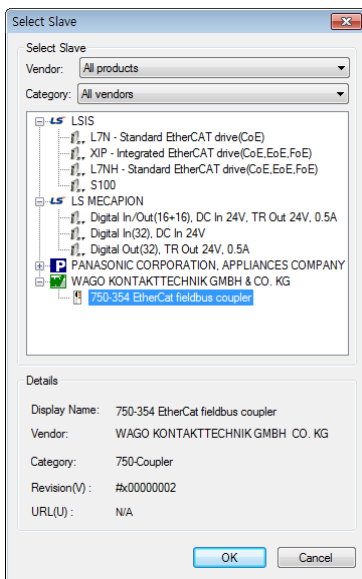 Select Slave
Select Slave
Vendor: All products
Category: All vendors
LS LSIS
L7N - Standard EtherCAT drive(CoE)
XIP - Integrated EtherCAT drive(CoE,EoE,FoE)
L7NH - Standard EtherCAT drive(CoE,EoE,FoE)
S100
LS LS MECAPION
Digital In/Out(16+16), DC In 24V, TR Out 24V, 0.5A
Digital In(32), DC In 24V
Digital Out(32), TR Out 24V, 0.5A
P PANASONIC CORPORATION, APPLIANCES COMPANY
W WAGO KONTAKTTECHNIK GMBH & CO. KG
750-354 EtherCat fieldbus coupler
Details
Display Name: 750-354 EtherCat fieldbus coupler
Vendor: WAGO KONTAKTTECHNIK GMBH CO. KG
Category: 750-Coupler
Revision(V) : #x00000002
URL(U) : N/A
OK Cancel